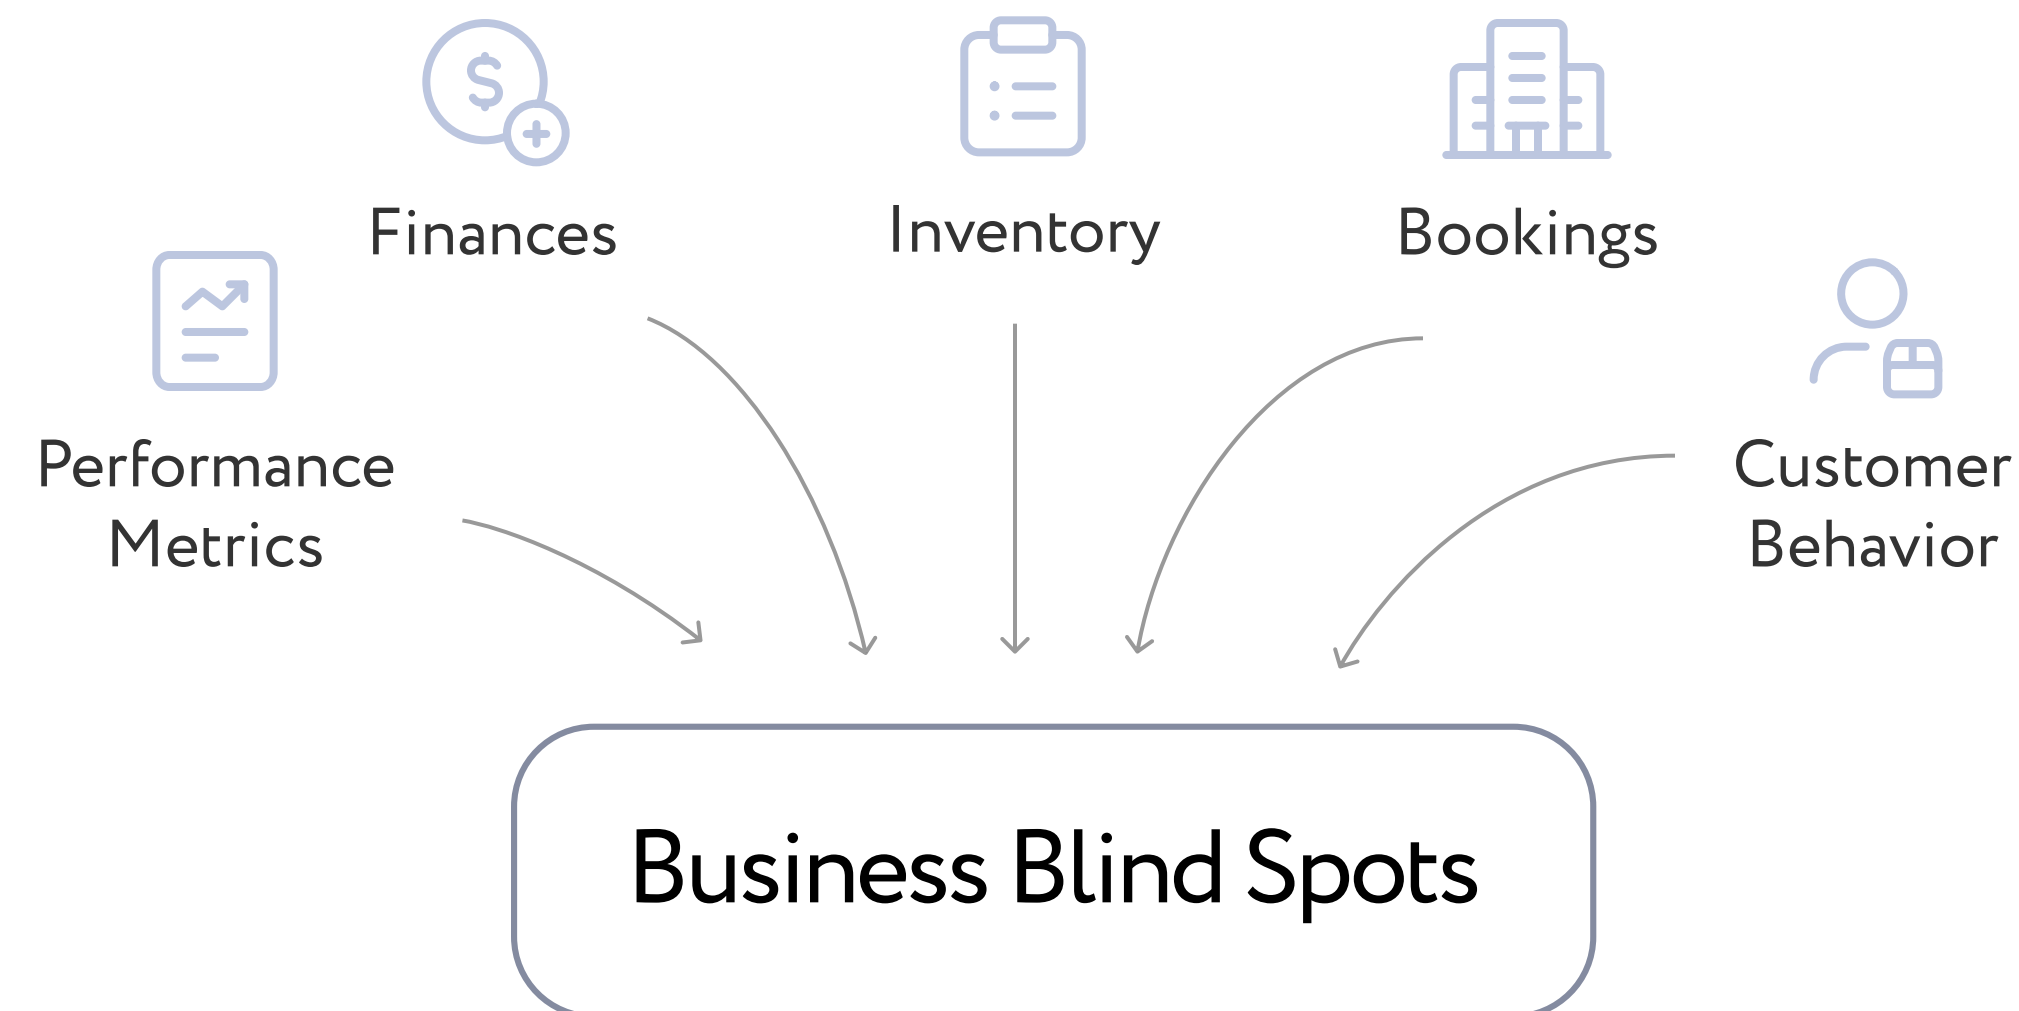 Finances
Inventory
Bookings
Performance
Metrics
Customer
Behavior
Business Blind Spots